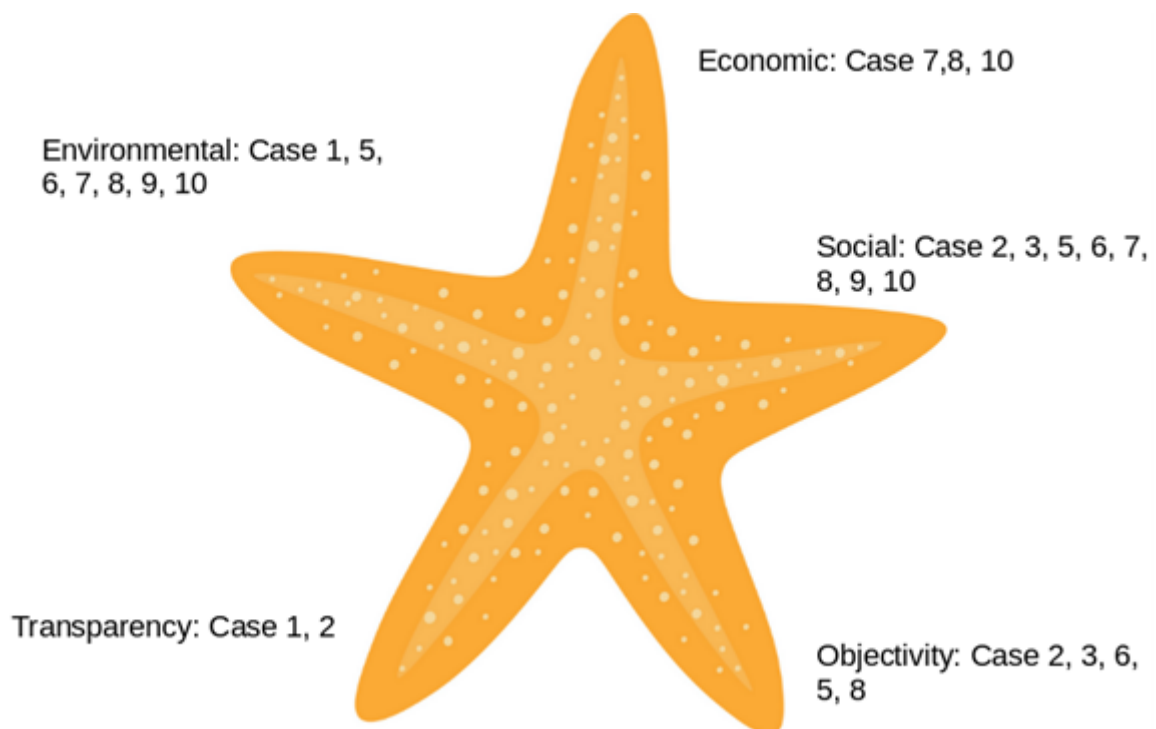 Economic: Case 7,8, 10
Environmental: Case 1, 5,
6, 7, 8, 9, 10
Social: Case 2, 3, 5, 6, 7,
8, 9, 10
Transparency: Case 1, 2
Objectivity: Case 2, 3, 6,
5, 8